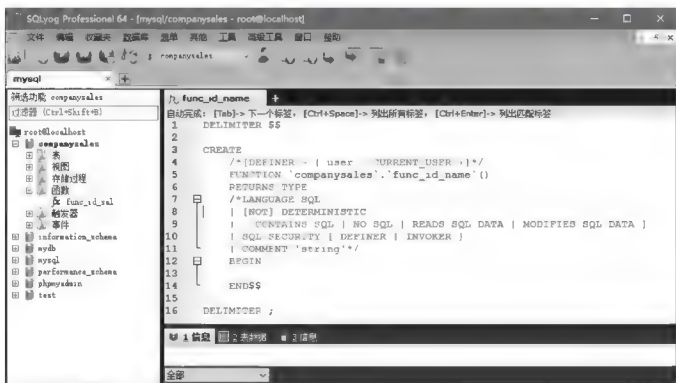 SQLyog Professional 64 - [mysql/companysales - root@localhost]
文件 编辑 收藏夹 数据库 表单 其他 工具 高级工具 窗口 帮助
companysales
mysql
筛选功能 companysales
过滤器 (Ctrl+Shift+B)
root@localhost
companysales
表
视图
存储过程
函数
func_id_sal
触发器
事件
information_schema
mydb
mysql
performance_schema
phpmyadmin
test
func_id_name
自动完成: [Tab]-> 下一个标签, [Ctrl+Space]-> 列出所有标签, [Ctrl+Enter]-> 列出匹配标签
1 DELIMITER $$
2
3 CREATE
4 /*[DEFINER = { user CURRENT_USER }]*/
5 FUNCTION `companysales`.`func_id_name`()
6 RETURNS TYPE
7 /*LANGUAGE SQL
8 | [NOT] DETERMINISTIC
9 | CONTAINS SQL | NO SQL | READS SQL DATA | MODIFIES SQL DATA }
10 | SQL SECURITY { DEFINER | INVOKER }
11 | COMMENT 'string'*/
12 BEGIN
13
14 END$$
15
16 DELIMITER ;
1 信息 2 表数据 3 信息
全部